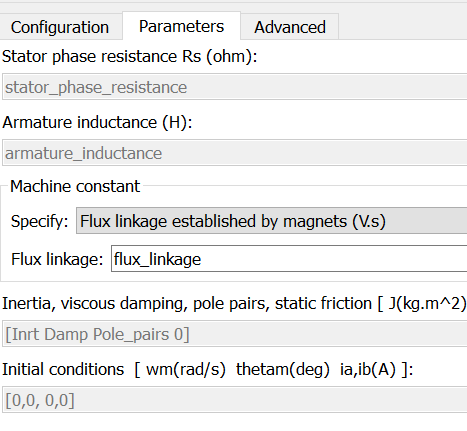 Configuration Parameters Advanced
Stator phase resistance Rs (ohm):
stator_phase_resistance
Armature inductance (H):
armature_inductance
Machine constant
Specify: Flux linkage established by magnets (V.s)
Flux linkage: flux_linkage
Inertia, viscous damping, pole pairs, static friction [ J(kg.m^2)
[Inrt Damp Pole_pairs 0]
Initial conditions [ wm(rad/s) thetam(deg) ia,ib(A) ]:
[0,0, 0,0]